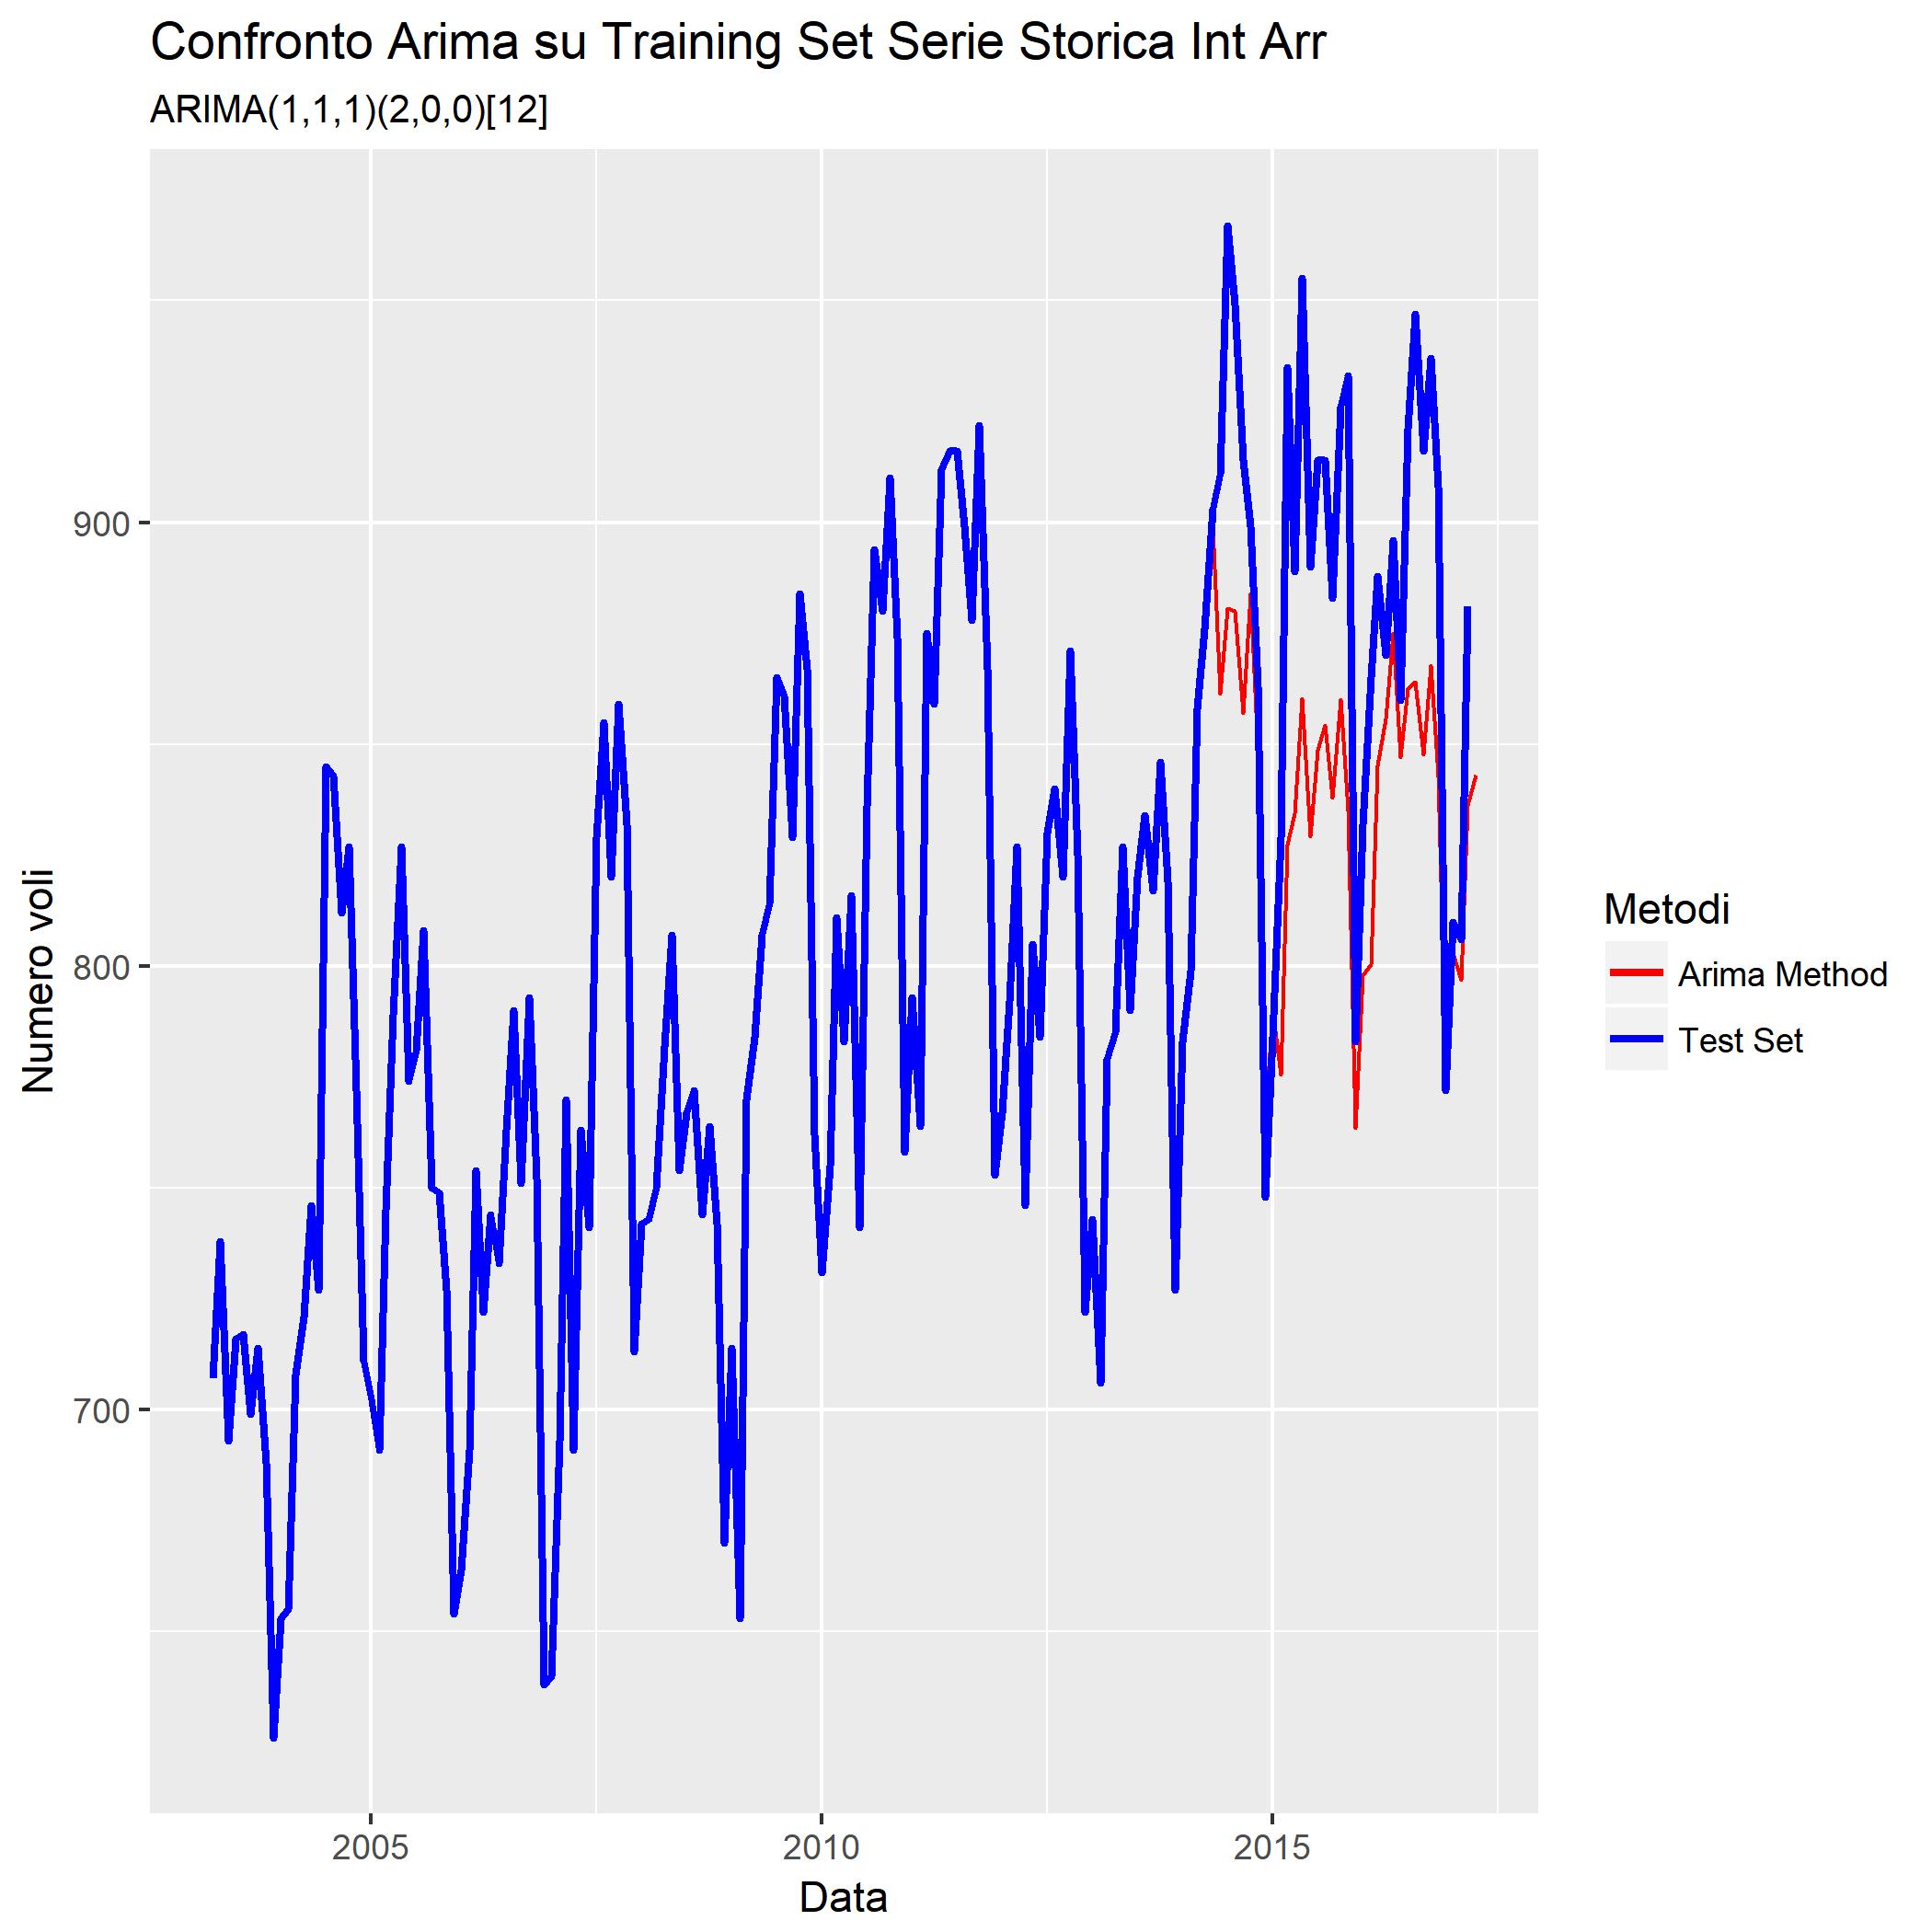 Confronto Arima su Training Set Serie Storica Int Arr
ARIMA(1,1,1)(2,0,0)[12]
Numero voli
900
800
700
2005
2010
2015
Data
Metodi
Arima Method
Test Set